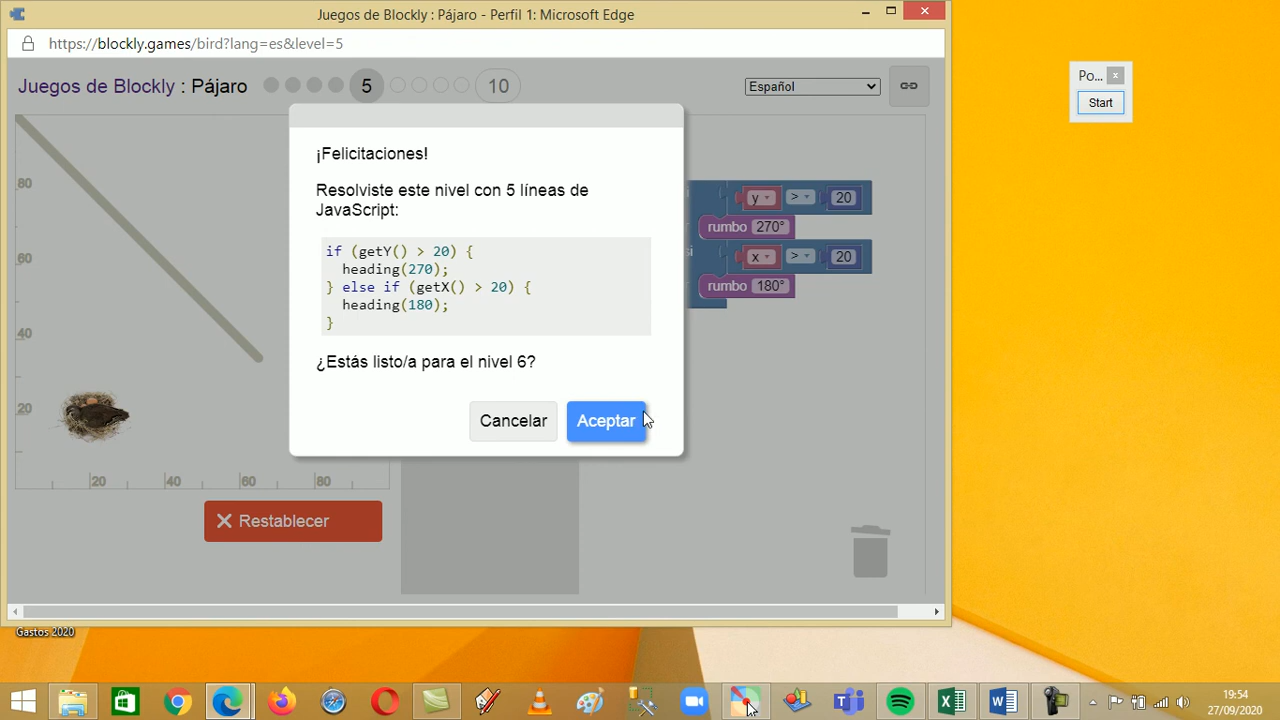 Juegos de Blockly : Pájaro - Perfil 1: Microsoft Edge
https://blockly.games/bird?lang=es&level=5
Juegos de Blockly : Pájaro
5
10
Español
Po...
x
Start
80
60
40
20
20
40
60
80
¡Felicitaciones!
Resolviste este nivel con 5 líneas de
JavaScript:
if (getY() > 20) {
heading(270);
} else if (getX() > 20) {
heading(180);
}
¿Estás listo/a para el nivel 6?
Cancelar
Aceptar
y > 20
rumbo 270°
si
x > 20
rumbo 180°
Restablecer
Gastos 2020
19:54
27/09/2020